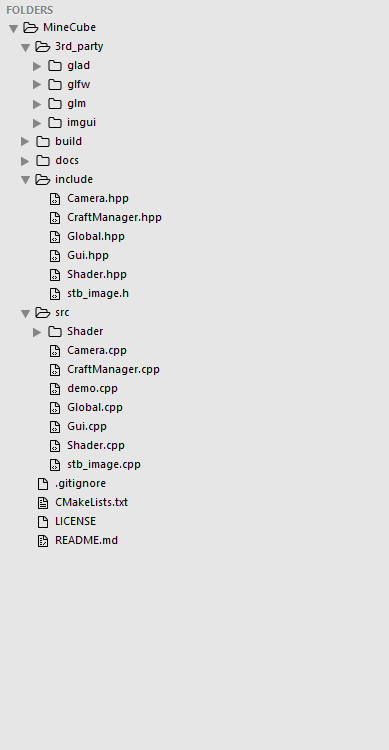 FOLDERS
MineCube
3rd_party
glad
glfw
glm
imgui
build
docs
include
Camera.hpp
CraftManager.hpp
Global.hpp
Gui.hpp
Shader.hpp
stb_image.h
src
Shader
Camera.cpp
CraftManager.cpp
demo.cpp
Global.cpp
Gui.cpp
Shader.cpp
stb_image.cpp
.gitignore
CMakeLists.txt
LICENSE
README.md